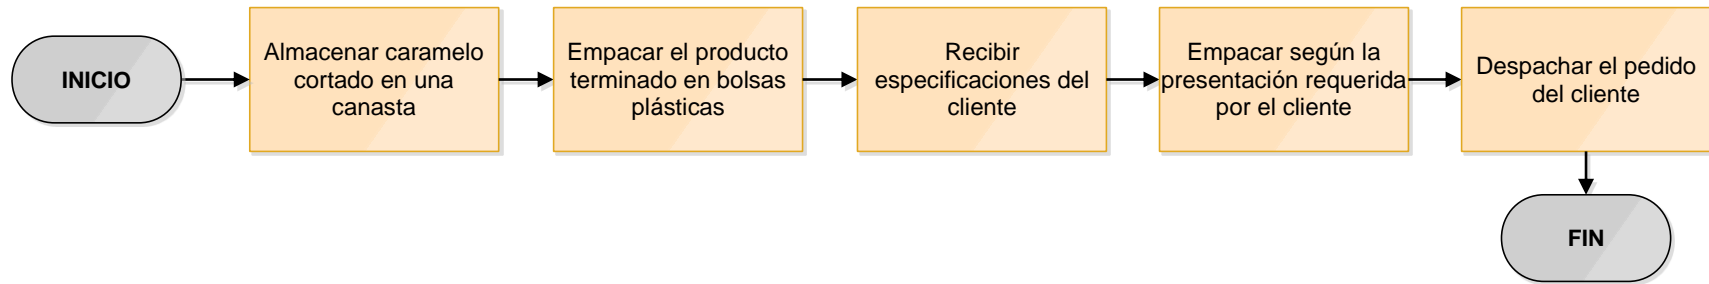 INICIO
Almacenar caramelo
cortado en una
canasta
Empacar el producto
terminado en bolsas
plásticas
Recibir
especificaciones del
cliente
Empacar según la
presentación requerida
por el cliente
Despachar el pedido
del cliente
FIN